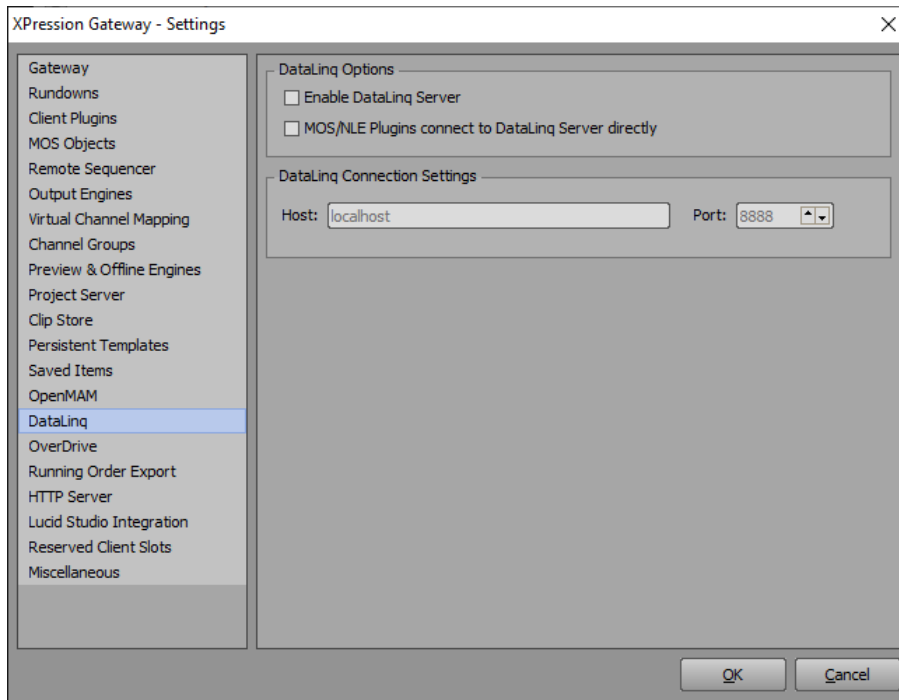 XPression Gateway - Settings
Gateway
Rundowns
Client Plugins
MOS Objects
Remote Sequencer
Output Engines
Virtual Channel Mapping
Channel Groups
Preview & Offline Engines
Project Server
Clip Store
Persistent Templates
Saved Items
OpenMAM
DataLinq
OverDrive
Running Order Export
HTTP Server
Lucid Studio Integration
Reserved Client Slots
Miscellaneous
DataLinq Options
Enable DataLinq Server
MOS/NLE Plugins connect to DataLinq Server directly
DataLinq Connection Settings
Host: localhost Port: 8888
OK Cancel